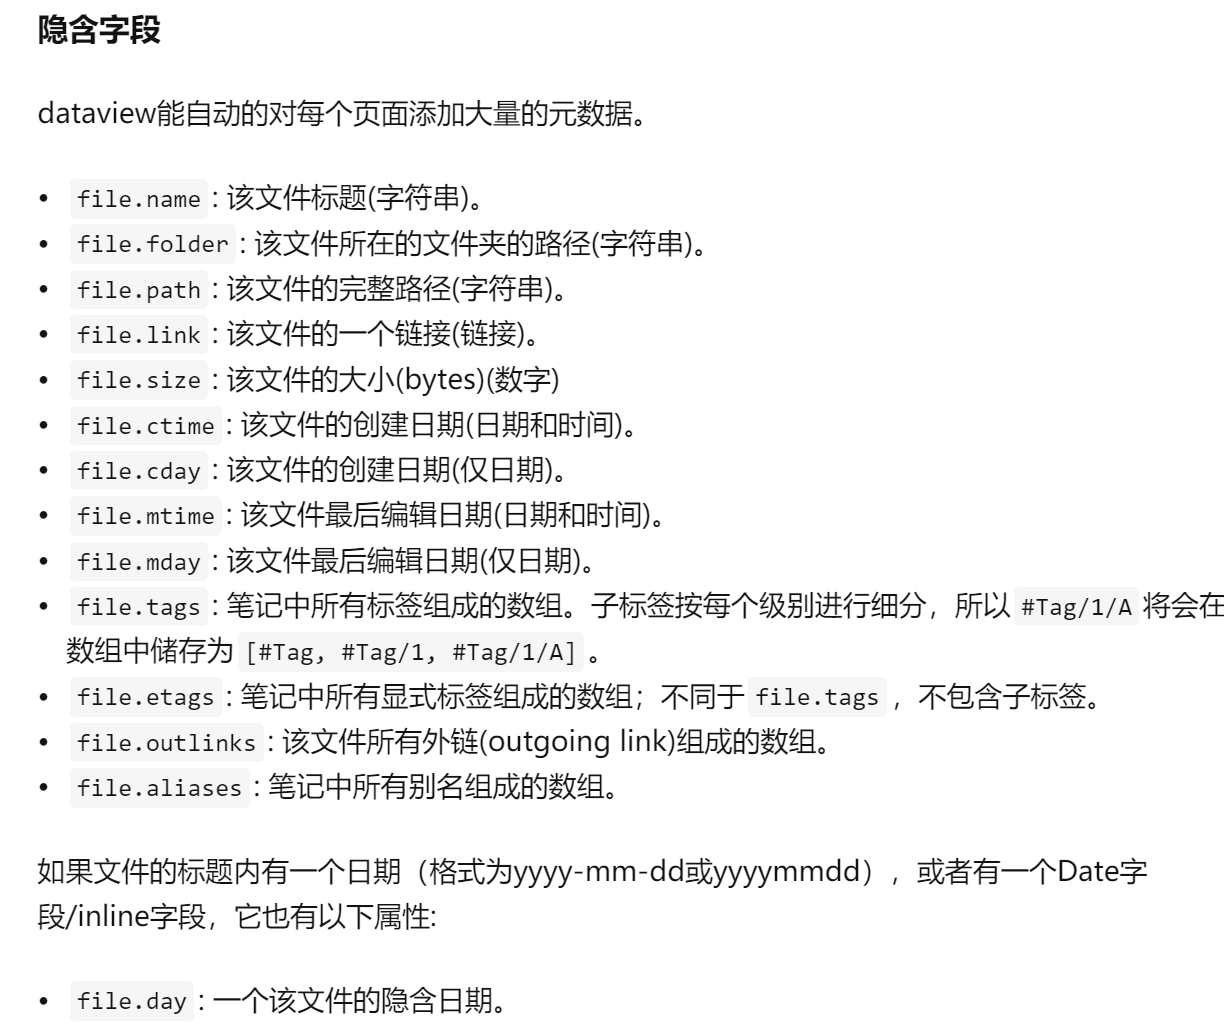 隐含字段
dataview能自动的对每个页面添加大量的元数据。
• file.name : 该文件标题(字符串)。
• file.folder : 该文件所在的文件夹的路径(字符串)。
• file.path : 该文件的完整路径(字符串)。
• file.link : 该文件的一个链接(链接)。
• file.size : 该文件的大小(bytes)(数字)
• file.ctime : 该文件的创建日期(日期和时间)。
• file.cday : 该文件的创建日期(仅日期)。
• file.mtime : 该文件最后编辑日期(日期和时间)。
• file.mday : 该文件最后编辑日期(仅日期)。
• file.tags : 笔记中所有标签组成的数组。子标签按每个级别进行细分，所以 #Tag/1/A 将会在
数组中储存为 [#Tag, #Tag/1, #Tag/1/A] 。
• file.etags : 笔记中所有显式标签组成的数组；不同于 file.tags ，不包含子标签。
• file.outlinks : 该文件所有外链(outgoing link)组成的数组。
• file.aliases : 笔记中所有别名组成的数组。
如果文件的标题内有一个日期（格式为yyyy-mm-dd或yyyymmdd），或者有一个Date字
段/inline字段，它也有以下属性:
• file.day : 一个该文件的隐含日期。